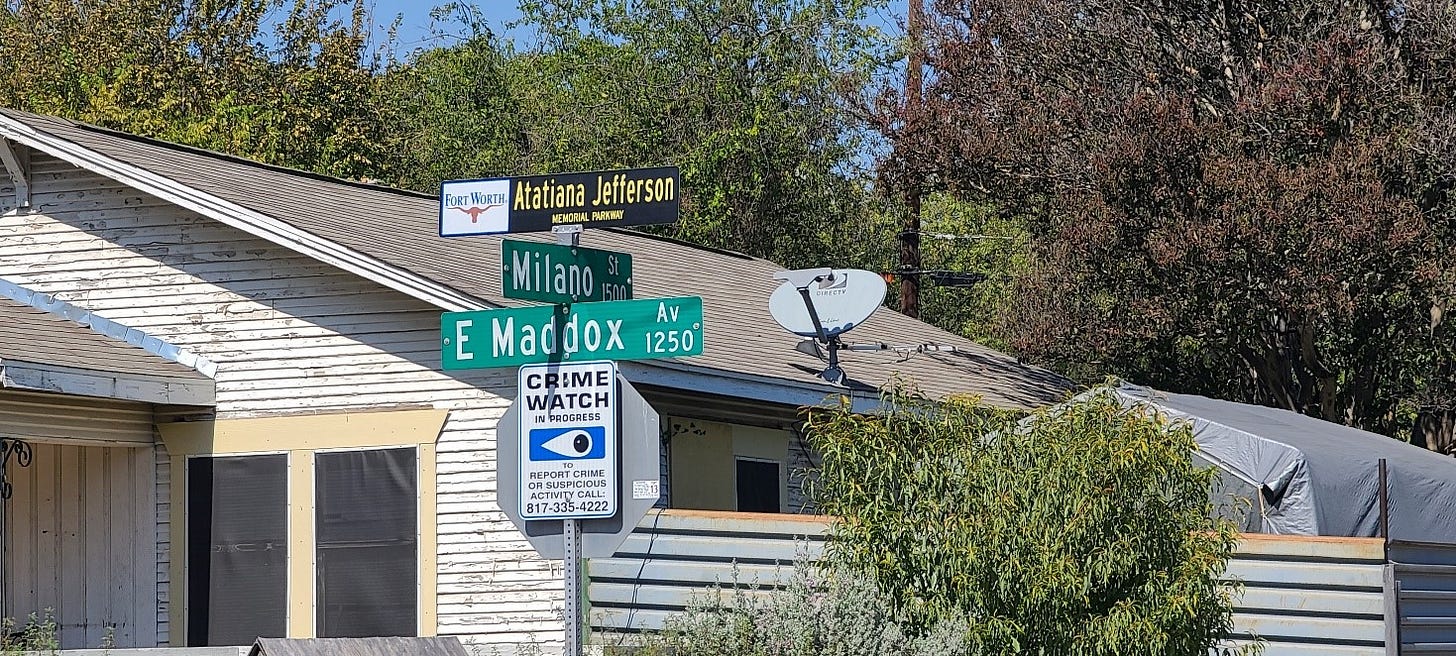 FORT WORTH
Atatiana Jefferson
MEMORIAL PARKWAY
Milano St
1500
E Maddox Av
1250
CRIME
WATCH
IN PROGRESS
TO
REPORT CRIME
OR SUSPICIOUS
ACTIVITY CALL:
817-335-4222
13
DIRECTV